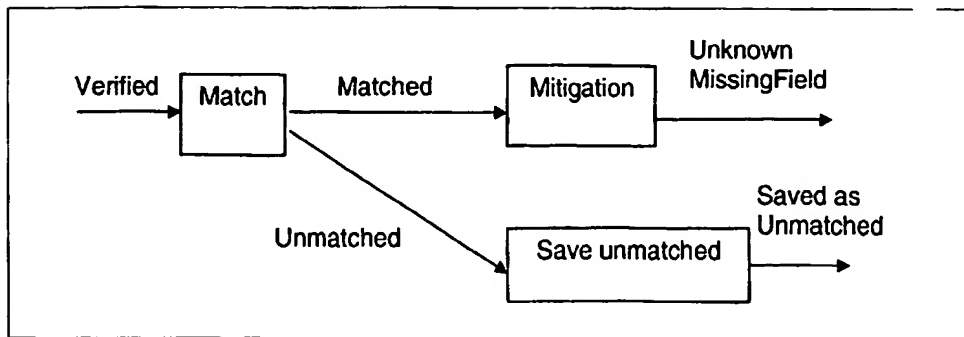 Verified
Match
Matched
Mitigation
Unknown
MissingField
Unmatched
Save unmatched
Saved as
Unmatched